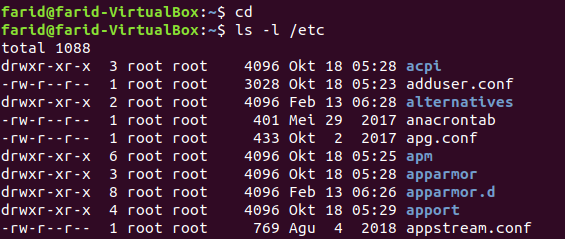 farid@farid-VirtualBox:~$ cd
farid@farid-VirtualBox:~$ ls -l /etc
total 1088
drwxr-xr-x  3 root root    4096 Okt 18 05:28 acpi
-rw-r--r--  1 root root    3028 Okt 18 05:23 adduser.conf
drwxr-xr-x  2 root root    4096 Feb 13 06:28 alternatives
-rw-r--r--  1 root root     401 Mei 29  2017 anacrontab
-rw-r--r--  1 root root     433 Okt  2  2017 apg.conf
drwxr-xr-x  6 root root    4096 Okt 18 05:25 apm
drwxr-xr-x  3 root root    4096 Okt 18 05:28 apparmor
drwxr-xr-x  8 root root    4096 Feb 13 06:26 apparmor.d
drwxr-xr-x  4 root root    4096 Okt 18 05:29 apport
-rw-r--r--  1 root root     769 Agu  4  2018 appstream.conf